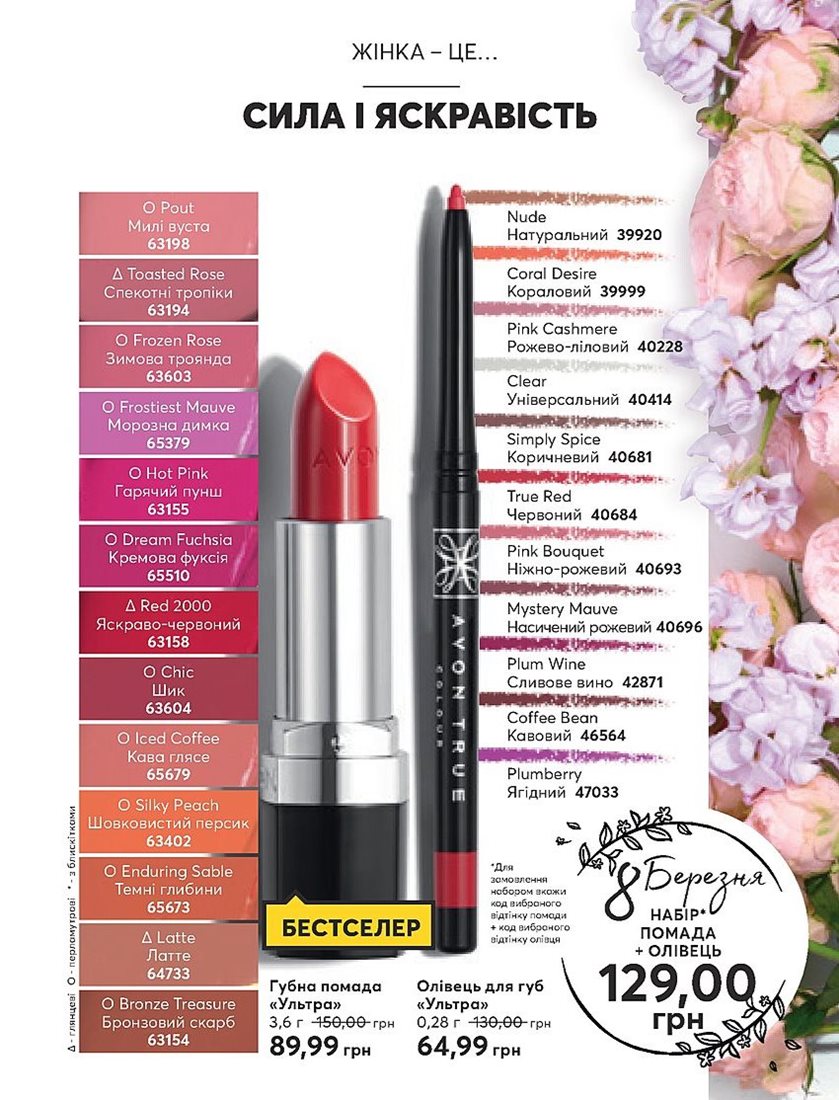 ЖІНКА – ЦЕ...
СИЛА І ЯСКРАВІСТЬ
O Pout
Милі вуста
63198
Δ Toasted Rose
Спекотні тропіки
63194
O Frozen Rose
Зимова троянда
63603
O Frostiest Mauve
Морозна димка
65379
O Hot Pink
Гарячий пунш
63155
O Dream Fuchsia
Кремова фуксія
65510
Δ Red 2000
Яскраво-червоний
63158
O Chic
Шик
63604
O Iced Coffee
Кава глясе
65679
O Silky Peach
Шовковистий персик
63402
O Enduring Sable
Темні глибини
65673
Δ Latte
Латте
64733
O Bronze Treasure
Бронзовий скарб
63154
Δ - глянцеві O - перломутрові * - з блискітками
AVON
AVON TRUE
COLOUR
Nude
Натуральний 39920
Coral Desire
Кораловий 39999
Pink Cashmere
Рожево-ліловий 40228
Clear
Універсальний 40414
Simply Spice
Коричневий 40681
True Red
Червоний 40684
Pink Bouquet
Ніжно-рожевий 40693
Mystery Mauve
Насичений рожевий 40696
Plum Wine
Сливове вино 42871
Coffee Bean
Кавовий 46564
Plumberry
Ягідний 47033
*Для
замовлення
набором вкажи
код вибраного
відтінку помади
+ код вибраного
відтінку олівця
БЕСТСЕЛЕР
Губна помада
«Ультра»
3,6 г 150,00 грн
89,99 грн
Олівець для губ
«Ультра»
0,28 г 130,00 грн
64,99 грн
8 Березня
НАБІР*
ПОМАДА
+ ОЛІВЕЦЬ
129,00
грн